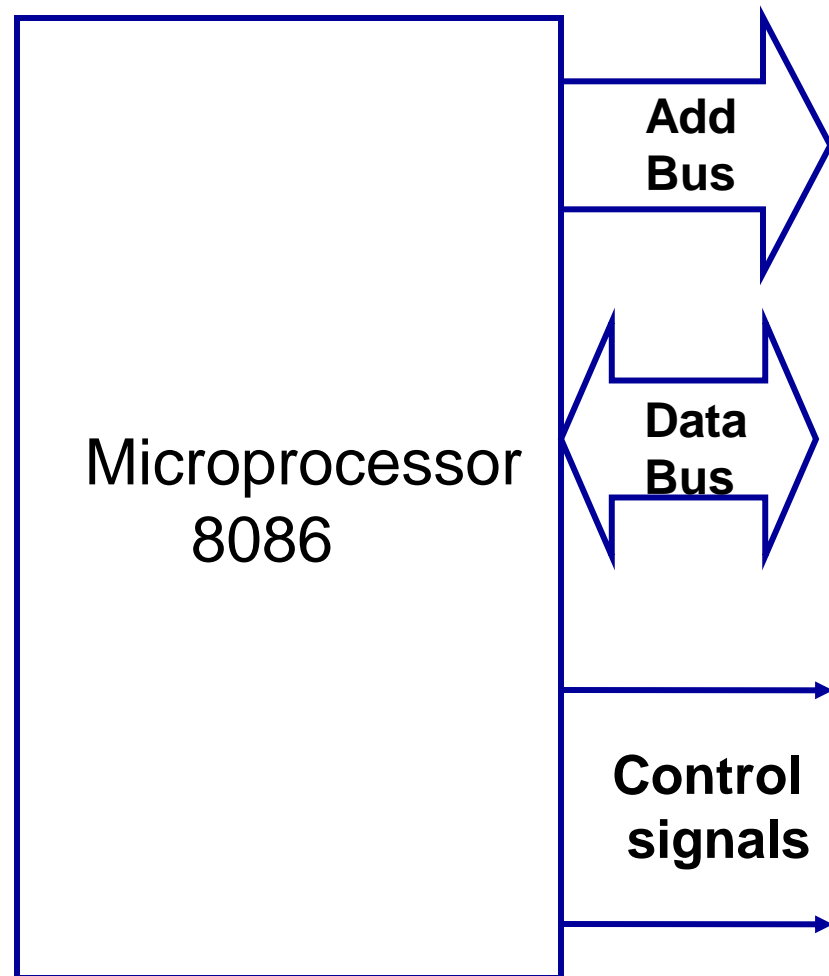 Add
Bus
Data
Bus
Microprocessor
8086
Control
signals